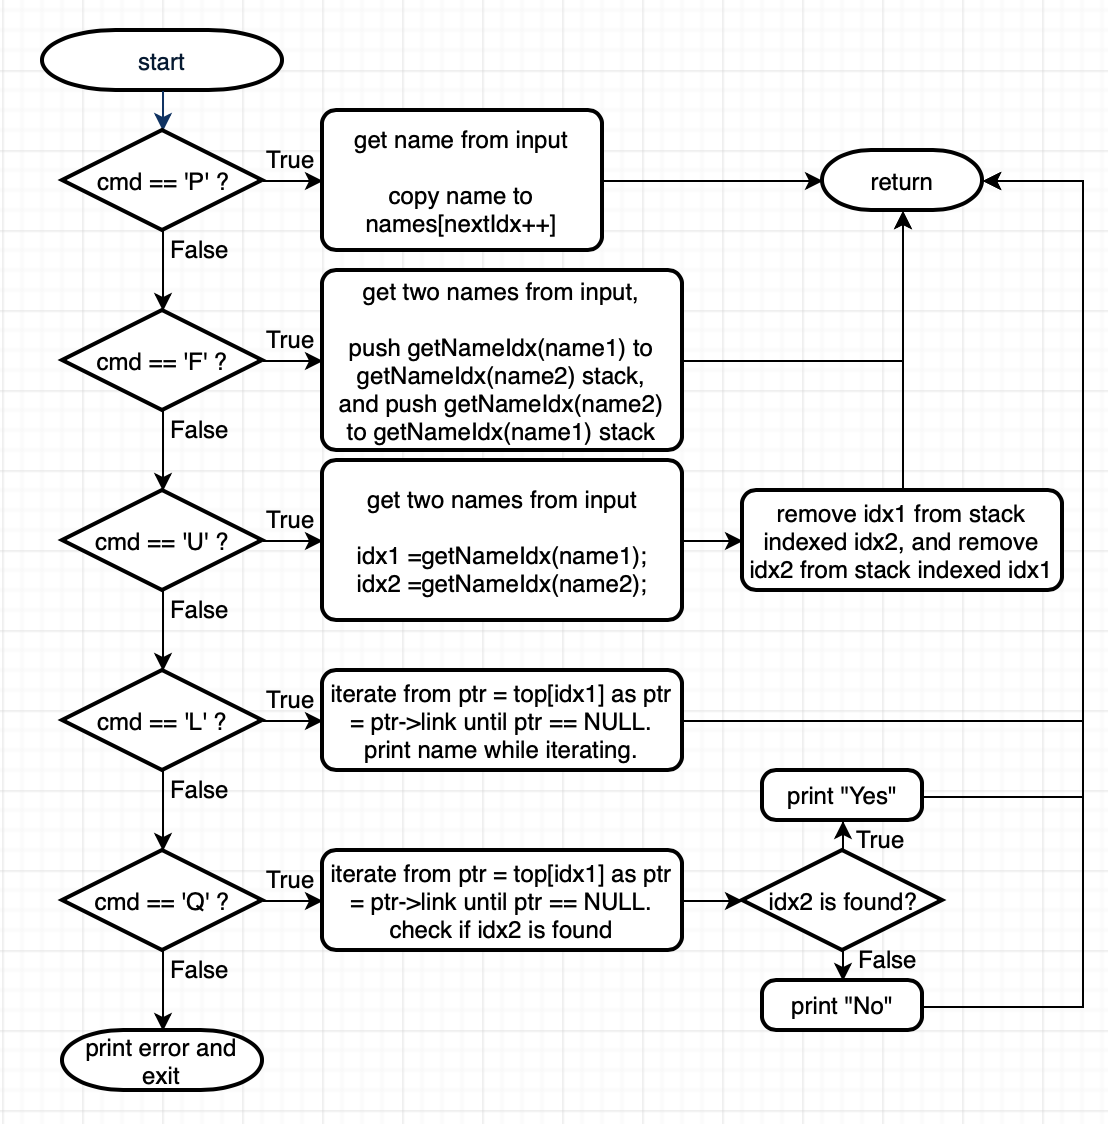 start
cmd == 'P' ?
True
get name from input
copy name to
names[nextIdx++]
return
False
cmd == 'F' ?
True
get two names from input,
push getNameIdx(name1) to
getNameIdx(name2) stack,
and push getNameIdx(name2)
to getNameIdx(name1) stack
False
cmd == 'U' ?
True
get two names from input
idx1 =getNameIdx(name1);
idx2 =getNameIdx(name2);
remove idx1 from stack
indexed idx2, and remove
idx2 from stack indexed idx1
False
cmd == 'L' ?
True
iterate from ptr = top[idx1] as ptr
= ptr->link until ptr == NULL.
print name while iterating.
False
cmd == 'Q' ?
True
iterate from ptr = top[idx1] as ptr
= ptr->link until ptr == NULL.
check if idx2 is found
idx2 is found?
True
print "Yes"
False
print "No"
False
print error and
exit